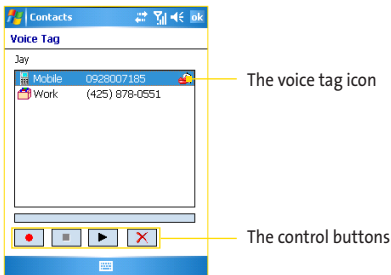 Contacts ok
Voice Tag
Jay
Mobile 0928007185
Work (425) 878-0551
The voice tag icon
The control buttons